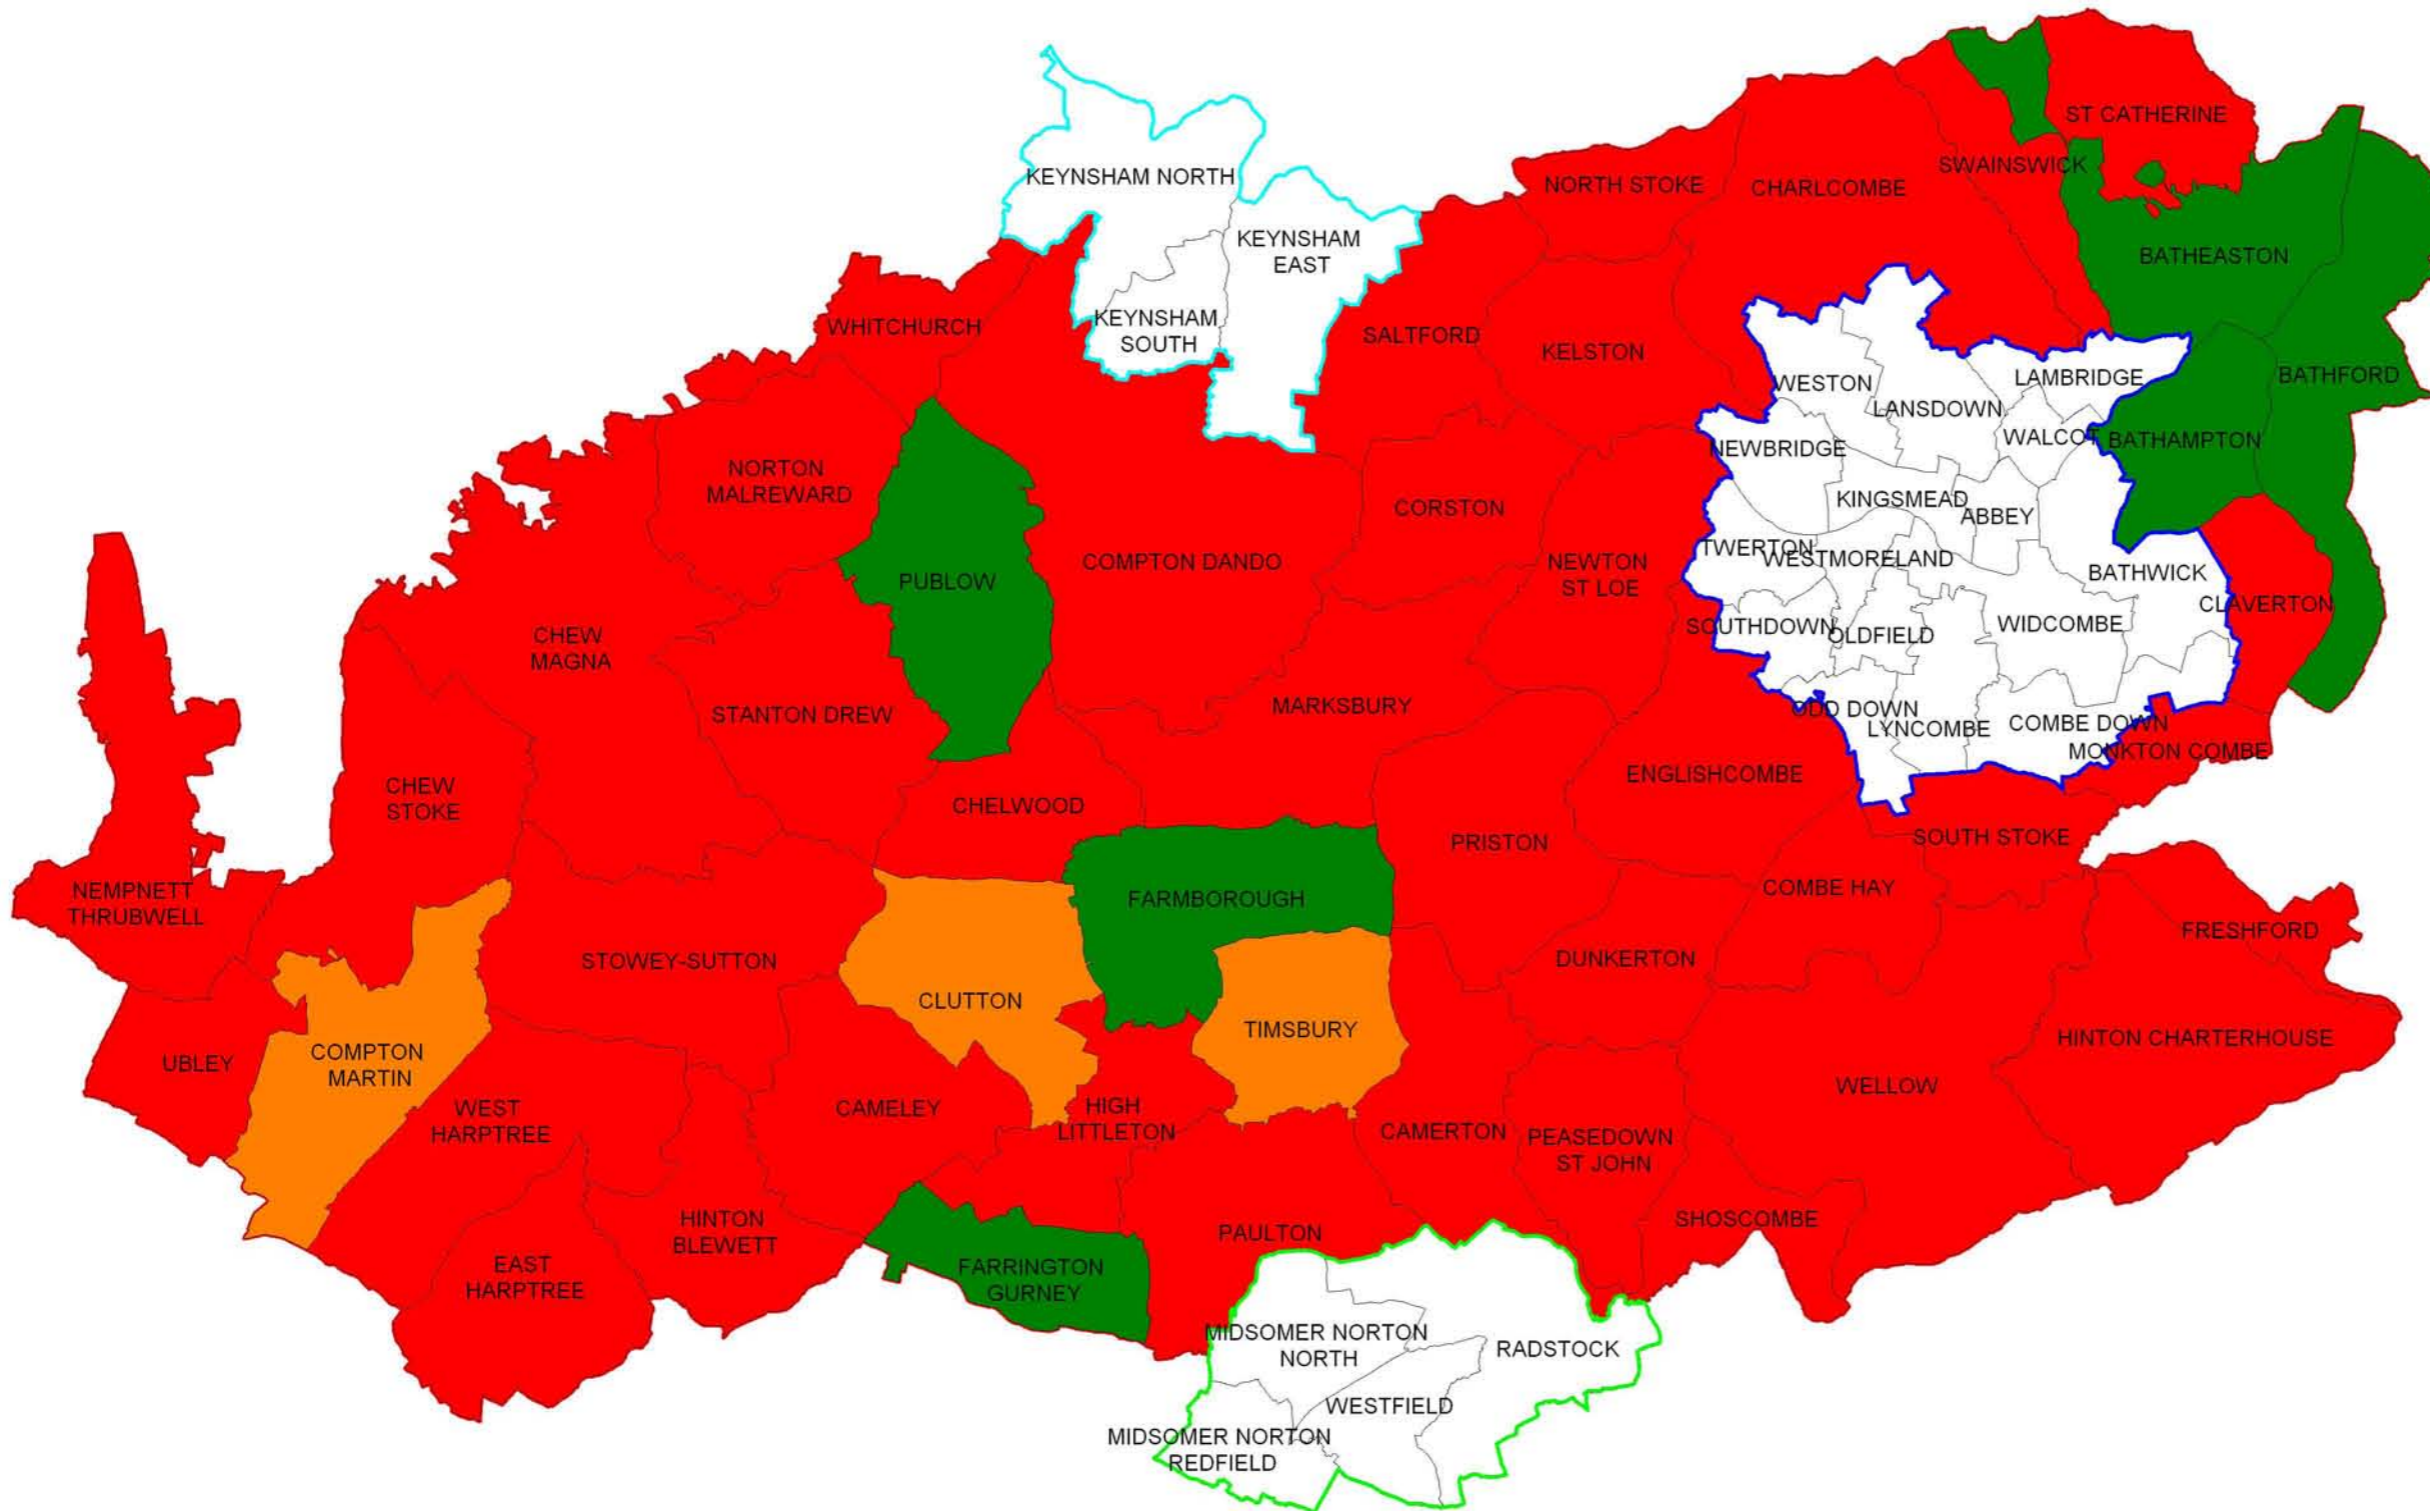 ST CATHERINE
SWAINSWICK
KEYNSHAM NORTH
NORTH STOKE
CHARLCOMBE
KEYNSHAM
EAST
BATHEASTON
WHITCHURCH
KEYNSHAM
SOUTH
SALTFORD
KELSTON
WESTON
LANSDOWN
LAMBRIDGE
BATHFORD
NEWBRIDGE
WALCOT
BATHAMPTON
NORTON
MALREWARD
CORSTON
KINGSMEAD
ABBEY
PUBLOW
COMPTON DANDO
NEWTON
ST LOE
TWERTON
WESTMORELAND
BATHWICK
CLAVERTON
CHEW
MAGNA
SOUTHDOWN
OLDFIELD
WIDCOMBE
STANTON DREW
MARKSBURY
ODD DOWN
LYNCOMBE
COMBE DOWN
MONKTON COMBE
CHEW
STOKE
CHELWOOD
ENGLISHCOMBE
PRISTON
SOUTH STOKE
NEMPNETT
THRUBWELL
FARMBOROUGH
COMBE HAY
FRESHFORD
STOWEY-SUTTON
CLUTTON
DUNKERTON
TIMSBURY
HINTON CHARTERHOUSE
UBLEY
COMPTON
MARTIN
WELLOW
WEST
HARPTREE
CAMELEY
HIGH
LITTLETON
CAMERTON
PEASEDOWN
ST JOHN
HINTON
BLEWETT
PAULTON
SHOSCOMBE
EAST
HARPTREE
FARRINGTON
GURNEY
MIDSOMER NORTON
NORTH
RADSTOCK
WESTFIELD
MIDSOMER NORTON
REDFIELD